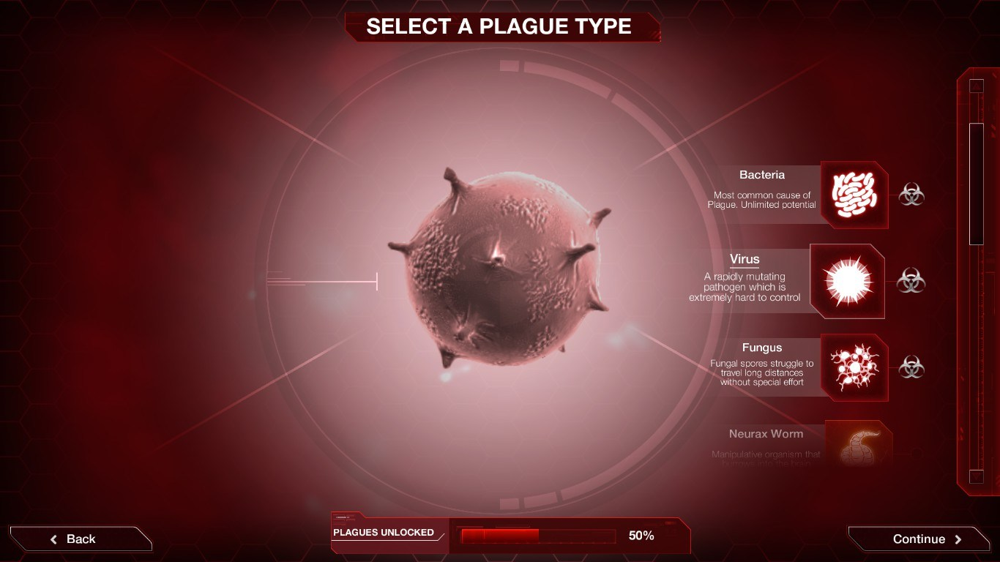 SELECT A PLAGUE TYPE
Bacteria
Most common cause of
Plague. Unlimited potential
Virus
A rapidly mutating
pathogen which is
extremely hard to control
Fungus
Fungal spores struggle to
travel long distances
without special effort
Neurax Worm
Manipulative organism that
burrows into the brain
PLAGUES UNLOCKED
50%
Back
Continue